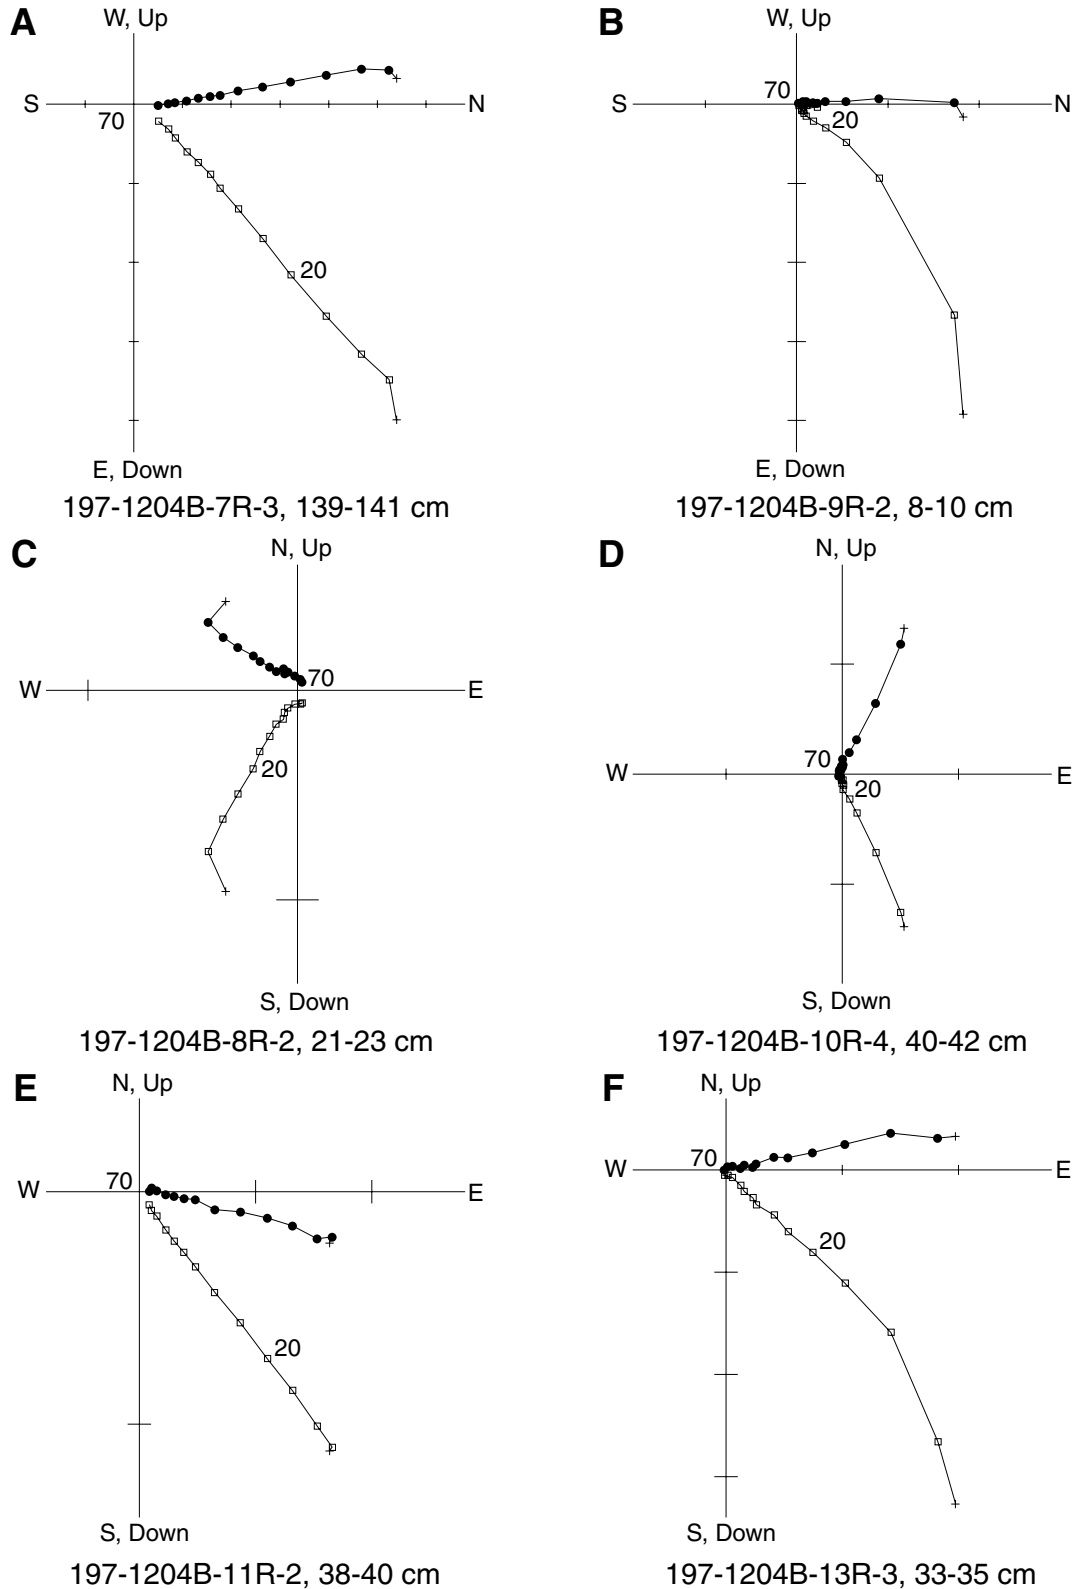 A
W, Up
S
N
70
20
E, Down
197-1204B-7R-3, 139-141 cm
B
W, Up
70
S
N
20
E, Down
197-1204B-9R-2, 8-10 cm
C
N, Up
70
W
E
20
S, Down
197-1204B-8R-2, 21-23 cm
D
N, Up
70
W
E
20
S, Down
197-1204B-10R-4, 40-42 cm
E
N, Up
70
W
E
20
S, Down
197-1204B-11R-2, 38-40 cm
F
N, Up
70
W
E
20
S, Down
197-1204B-13R-3, 33-35 cm